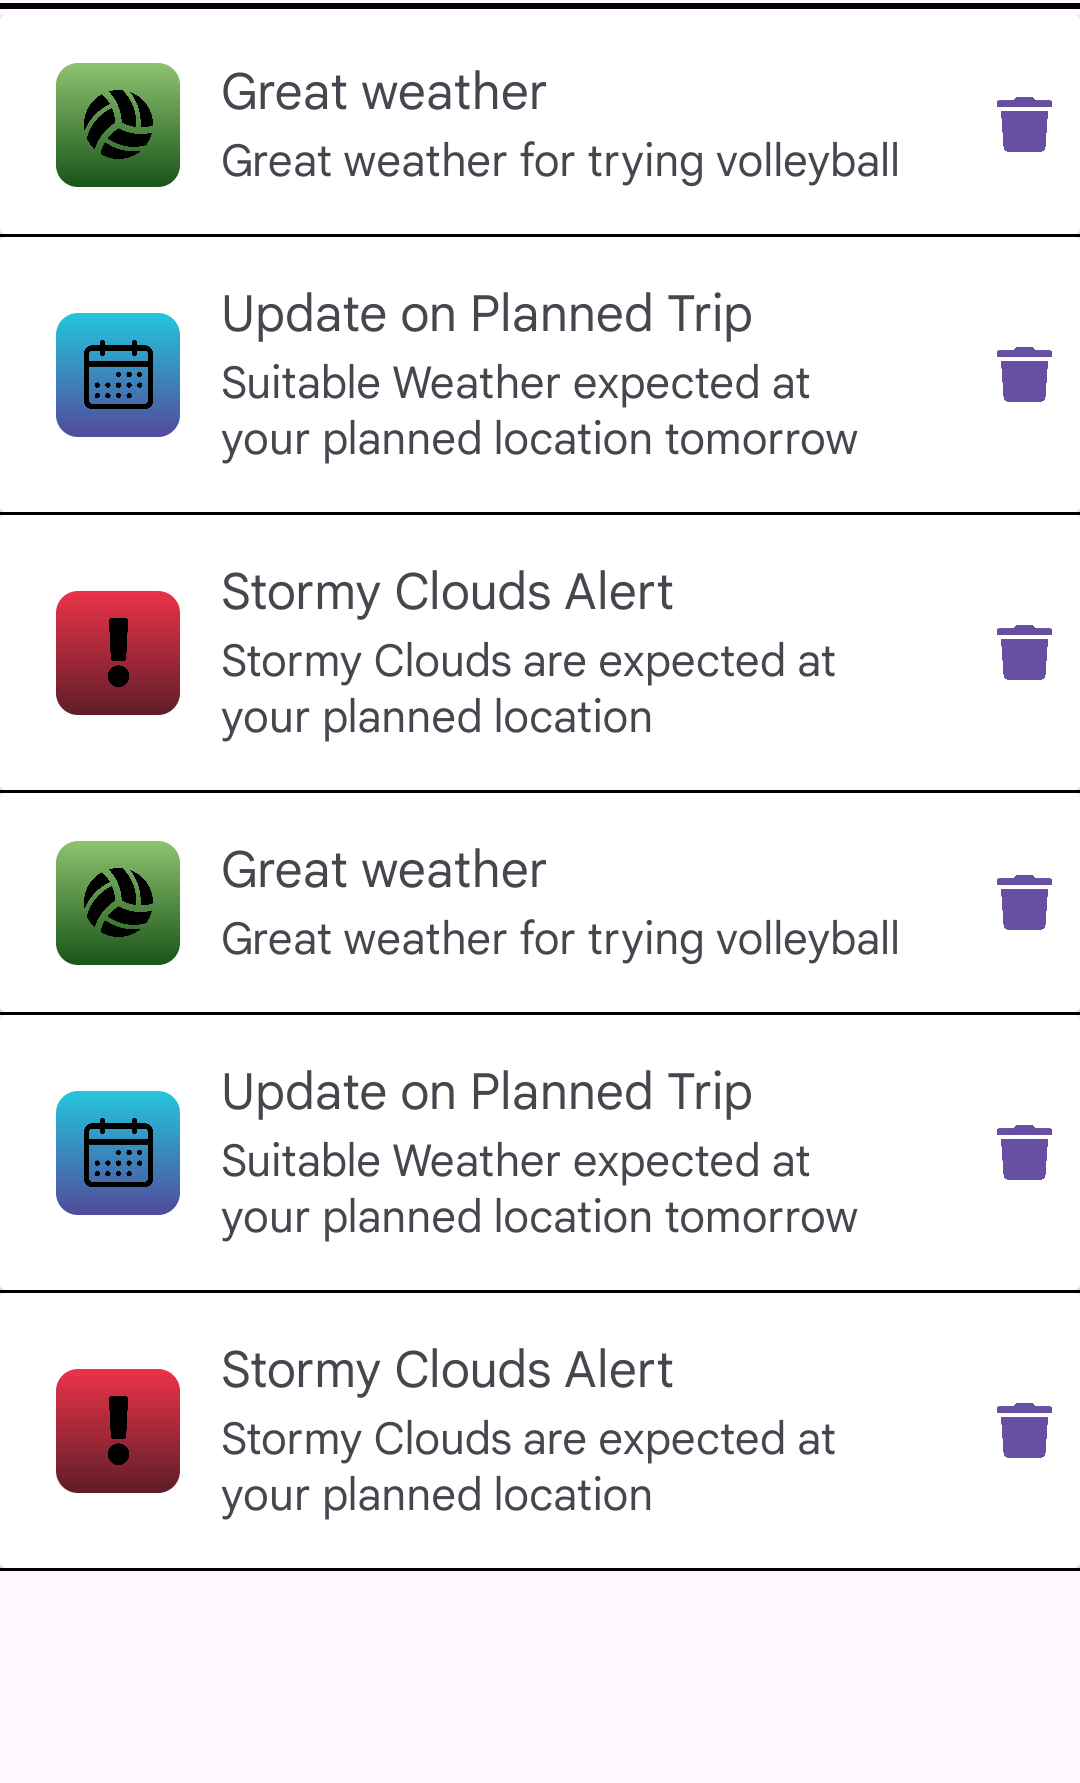 Great weather
Great weather for trying volleyball
Update on Planned Trip
Suitable Weather expected at
your planned location tomorrow
Stormy Clouds Alert
Stormy Clouds are expected at
your planned location
Great weather
Great weather for trying volleyball
Update on Planned Trip
Suitable Weather expected at
your planned location tomorrow
Stormy Clouds Alert
Stormy Clouds are expected at
your planned location